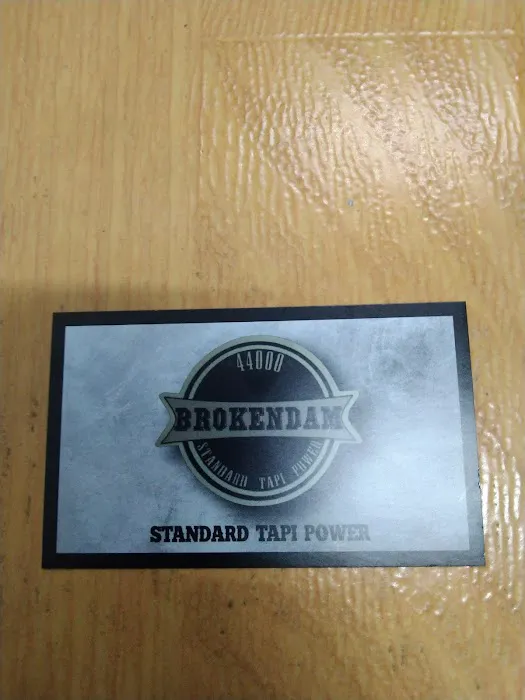 44000
BROKENDAM
STANDARD TAPI POWER
STANDARD TAPI POWER